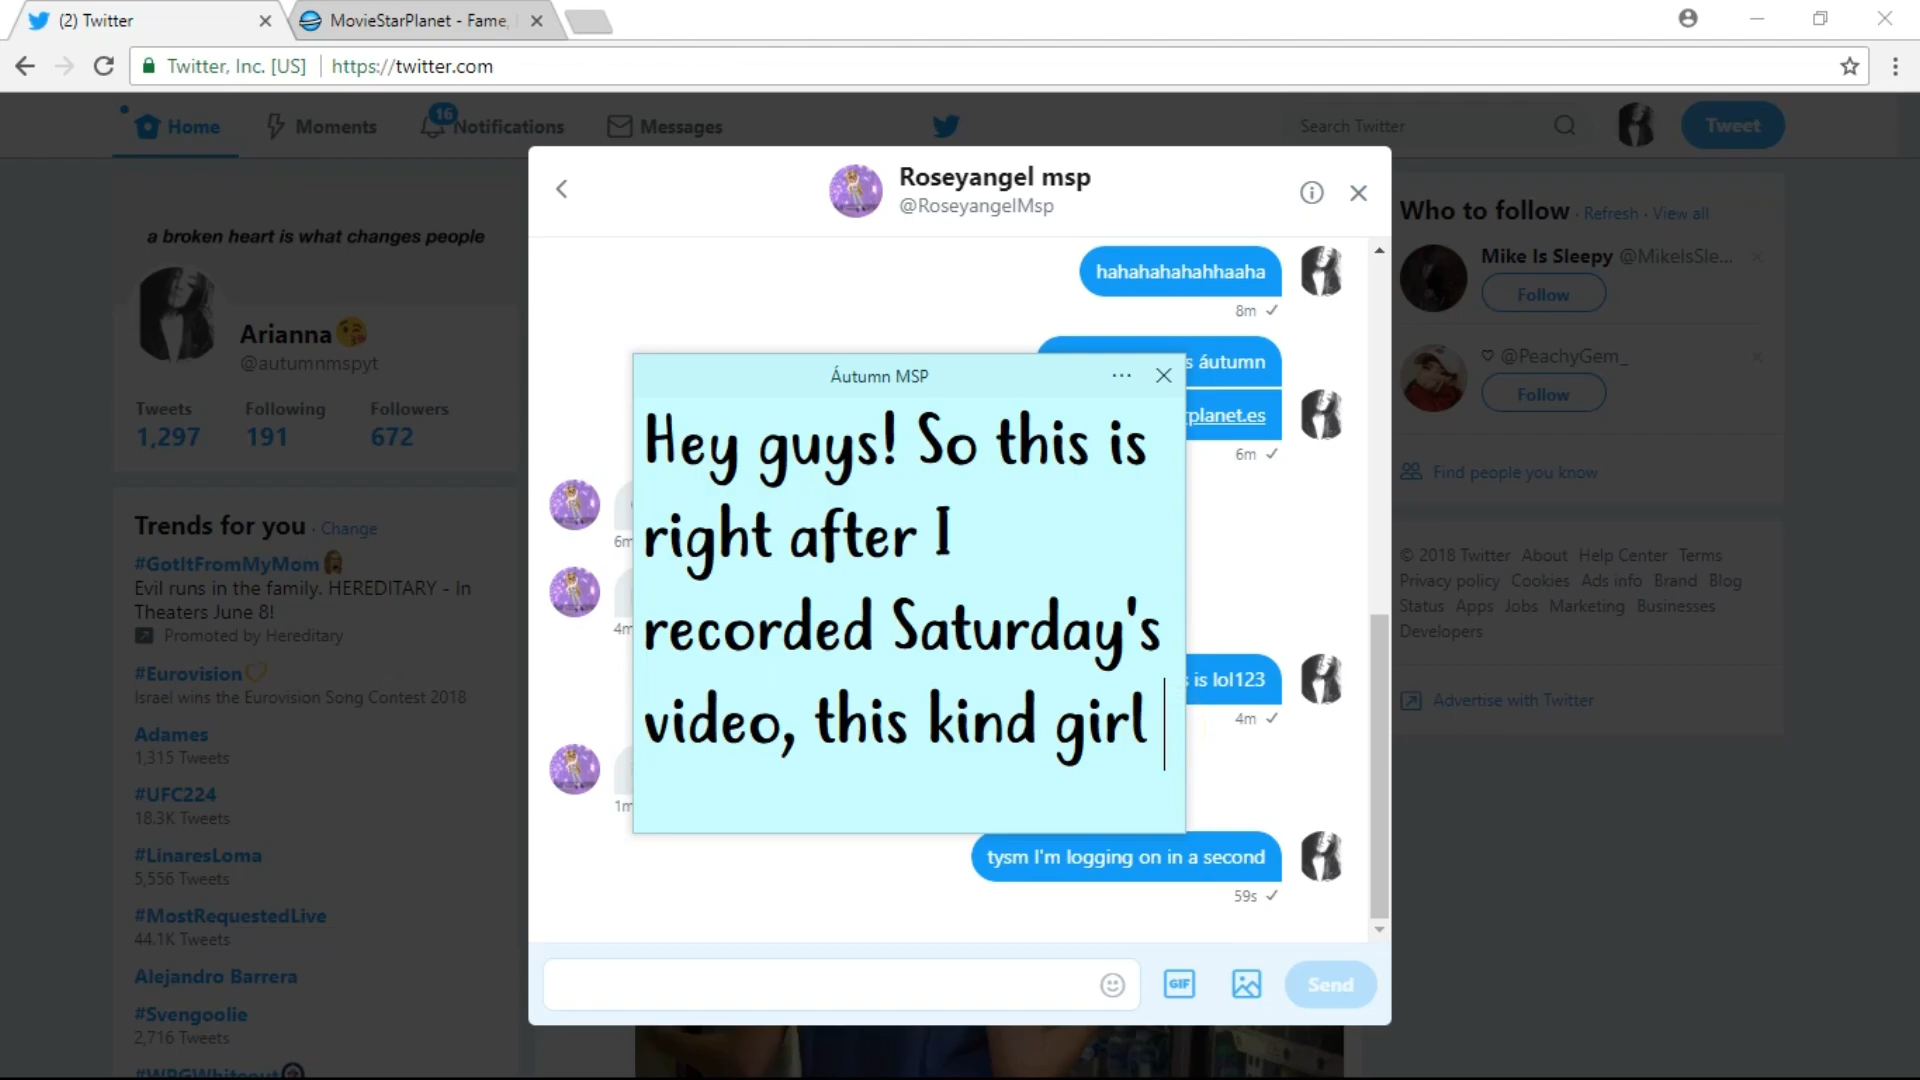 (2) Twitter
MovieStarPlanet - Fame,
Twitter, Inc. [US]
https://twitter.com
Home
Moments
16
Notifications
Messages
Search Twitter
Tweet
a broken heart is what changes people
Arianna
@autumnmspyt
Tweets Following Followers
1,297 191 672
Trends for you · Change
#GotItFromMyMom
Evil runs in the family. HEREDITARY - In
Theaters June 8!
Promoted by Hereditary
#Eurovision
Israel wins the Eurovision Song Contest 2018
Adames
1,315 Tweets
#UFC224
18.3K Tweets
#LinaresLoma
5,556 Tweets
#MostRequestedLive
44.1K Tweets
Alejandro Barrera
#Svengoolie
2,716 Tweets
#WPGWhiteout
Roseyangel msp
@RoseyangelMsp
hahahahahahhaaha
8m
áutumn
planet.es
6m
6m
4m
is lol123
4m
1m
tysm I'm logging on in a second
59s
GIF
Send
Áutumn MSP
Hey guys! So this is
right after I
recorded Saturday's
video, this kind girl
Who to follow · Refresh · View all
Mike Is Sleepy @MikeIsSle...
Follow
@PeachyGem_
Follow
Find people you know
© 2018 Twitter About Help Center Terms
Privacy policy Cookies Ads info Brand Blog
Status Apps Jobs Marketing Businesses
Developers
Advertise with Twitter